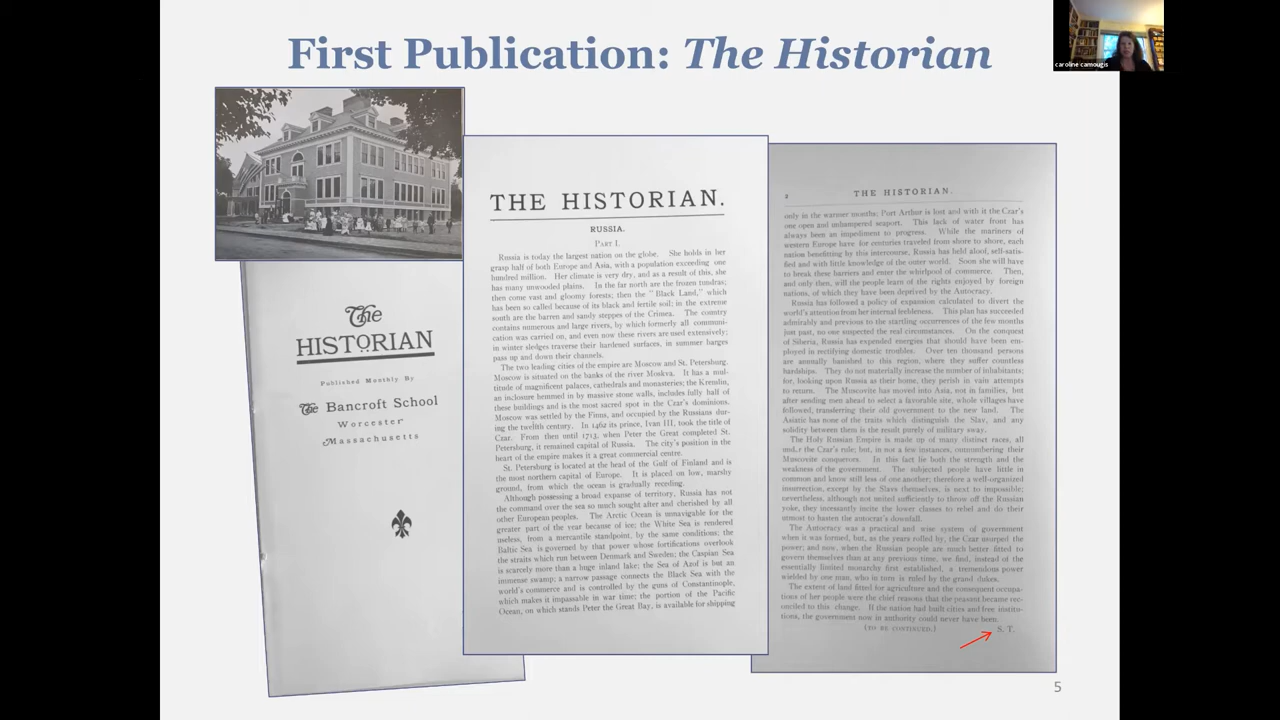 First Publication: The Historian
caroline camougis
The
HISTORIAN
Published Monthly By
The Bancroft School
Worcester
Massachusetts
THE HISTORIAN.
RUSSIA.
PART I.
Russia is today the largest nation on the globe. She holds in her
grasp half of both Europe and Asia, with a population exceeding one
hundred million. Her climate is very dry, and as a result of this, she
has many unwooded plains. In the far north are the frozen tundras;
then come vast and gloomy forests; then the "Black Land," which
has been so called because of its black and fertile soil; in the extreme
south are the barren and sandy steppes of the Crimea. The country
contains numerous and large rivers, by which formerly all communi-
cation was carried on, and even now these rivers are used extensively;
in winter sledges traverse their hardened surfaces, in summer barges
pass up and down their channels.
The two leading cities of the empire are Moscow and St. Petersburg.
Moscow is situated on the banks of the river Moskva. It has a mul-
titude of magnificent palaces, cathedrals and monasteries; the Kremlin,
an inclosure hemmed in by massive stone walls, includes fully half of
these buildings and is the most sacred spot in the Czar's dominions.
Moscow was settled by the Finns, and occupied by the Russians dur-
ing the twelfth century. In 1462 its prince, Ivan III, took the title of
Czar. From then until 1713, when Peter the Great completed St.
Petersburg, it remained capital of Russia. The city's position in the
heart of the empire makes it a great commercial centre.
St. Petersburg is located at the head of the Gulf of Finland and is
the most northern capital of Europe. It is placed on low, marshy
ground, from which the ocean is gradually receding.
Although possessing a broad expanse of territory, Russia has not
the command over the sea so much sought after and cherished by all
other European peoples. The Arctic Ocean is unnavigable for the
greater part of the year because of ice; the White Sea is rendered
useless, from a mercantile standpoint, by the same conditions; the
Baltic Sea is governed by that power whose fortifications overlook
the straits which run between Denmark and Sweden; the Caspian Sea
is scarcely more than a huge inland lake; the Sea of Azof is but an
immense swamp; a narrow passage connects the Black Sea with the
world's commerce and is controlled by the guns of Constantinople,
which makes it impassable in war time; the portion of the Pacific
Ocean, on which stands Peter the Great Bay, is available for shipping
2 THE HISTORIAN.
only in the warmer months; Port Arthur is lost and with it the Czar's
one open and unhampered seaport. This lack of water front has
always been an impediment to progress. While the mariners of
western Europe have for centuries traveled from shore to shore, each
nation benefitting by this intercourse, Russia has held aloof, self-satis-
fied and with little knowledge of the outer world. Soon she will have
to break these barriers and enter the whirlpool of commerce. Then,
and only then, will the people learn of the rights enjoyed by foreign
nations, of which they have been deprived by the Autocracy.
Russia has followed a policy of expansion calculated to divert the
world's attention from her internal feebleness. This plan has succeeded
admirably and previous to the startling occurrences of the few months
just past, no one suspected the real circumstances. On the conquest
of Siberia, Russia has expended energies that should have been em-
ployed in rectifying domestic troubles. Over ten thousand persons
are annually banished to this region, where they suffer countless
hardships. They do not materially increase the number of inhabitants;
for, looking upon Russia as their home, they perish in vain attempts
to return. The Muscovite has moved into Asia, not in families, but
after sending men ahead to select a favorable site, whole villages have
followed; transferring their old government to the new land. The
Asiatic has none of the traits which distinguish the Slav, and any
solidity between them is the result purely of military sway.
The Holy Russian Empire is made up of many distinct races, all
under the Czar's rule; but, in not a few instances, outnumbering their
Muscovite conquerors. In this fact lie both the strength and the
weakness of the government. The subjected people have little in
common and know still less of one another; therefore a well-organized
insurrection, except by the Slavs themselves, is next to impossible;
nevertheless, although not united sufficiently to throw off the Russian
yoke, they incessantly incite the lower classes to rebel and do their
utmost to hasten the autocrat's downfall.
The Autocracy was a practical and wise system of government
when it was formed, but, as the years rolled by, the Czar usurped the
power; and now, when the Russian people are much better fitted to
govern themselves than at any previous time, we find, instead of the
essentially limited monarchy first established, a tremendous power
wielded by one man, who in turn is ruled by the grand dukes.
The extent of land fitted for agriculture and the consequent occupa-
tions of her people were the chief reasons that the peasant became rec-
onciled to this change. If the nation had built cities and free institu-
tions, the government now in authority could never have been.
(TO BE CONTINUED.) S. T.
5